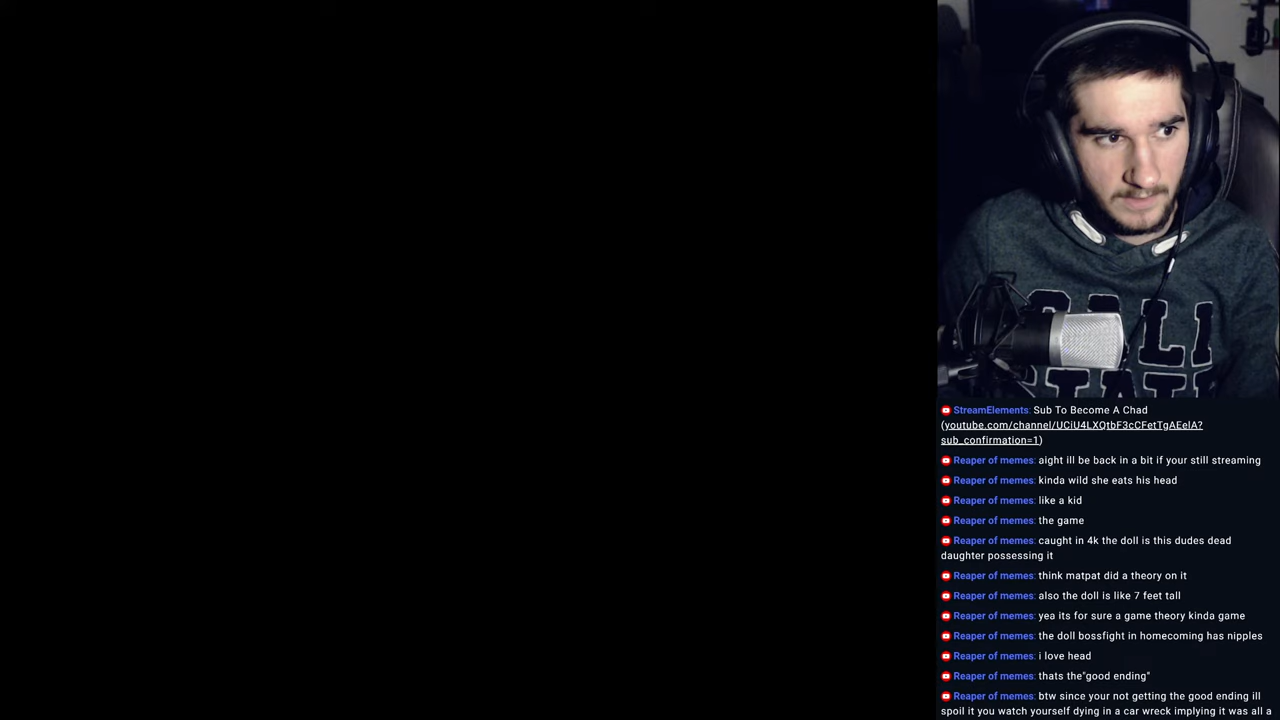 CALI
StreamElements: Sub To Become A Chad
(youtube.com/channel/UCiU4LXQtbF3cCFetTgAEeIA?
sub_confirmation=1)
Reaper of memes: aight ill be back in a bit if your still streaming
Reaper of memes: kinda wild she eats his head
Reaper of memes: like a kid
Reaper of memes: the game
Reaper of memes: caught in 4k the doll is this dudes dead
daughter possessing it
Reaper of memes: think matpat did a theory on it
Reaper of memes: also the doll is like 7 feet tall
Reaper of memes: yea its for sure a game theory kinda game
Reaper of memes: the doll bossfight in homecoming has nipples
Reaper of memes: i love head
Reaper of memes: thats the"good ending"
Reaper of memes: btw since your not getting the good ending ill
spoil it you watch yourself dying in a car wreck implying it was all a